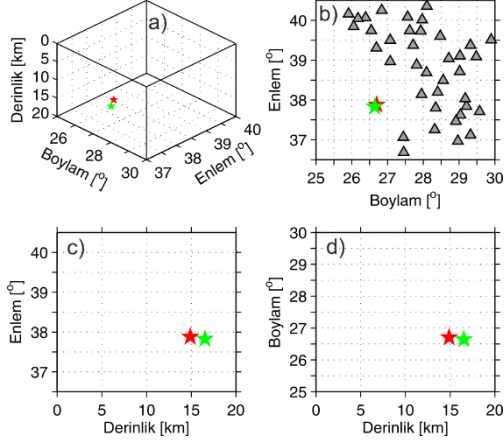 a)
Derinlik [km]
0
5
10
15
20
26
28
30
Boylam [°]
37
38
39
40
Enlem [°]
b)
Enlem [°]
40
39
38
37
25 26 27 28 29 30
Boylam [°]
c)
Enlem [°]
40
39
38
37
0 5 10 15 20
Derinlik [km]
d)
Boylam [°]
30
29
28
27
26
25
0 5 10 15 20
Derinlik [km]